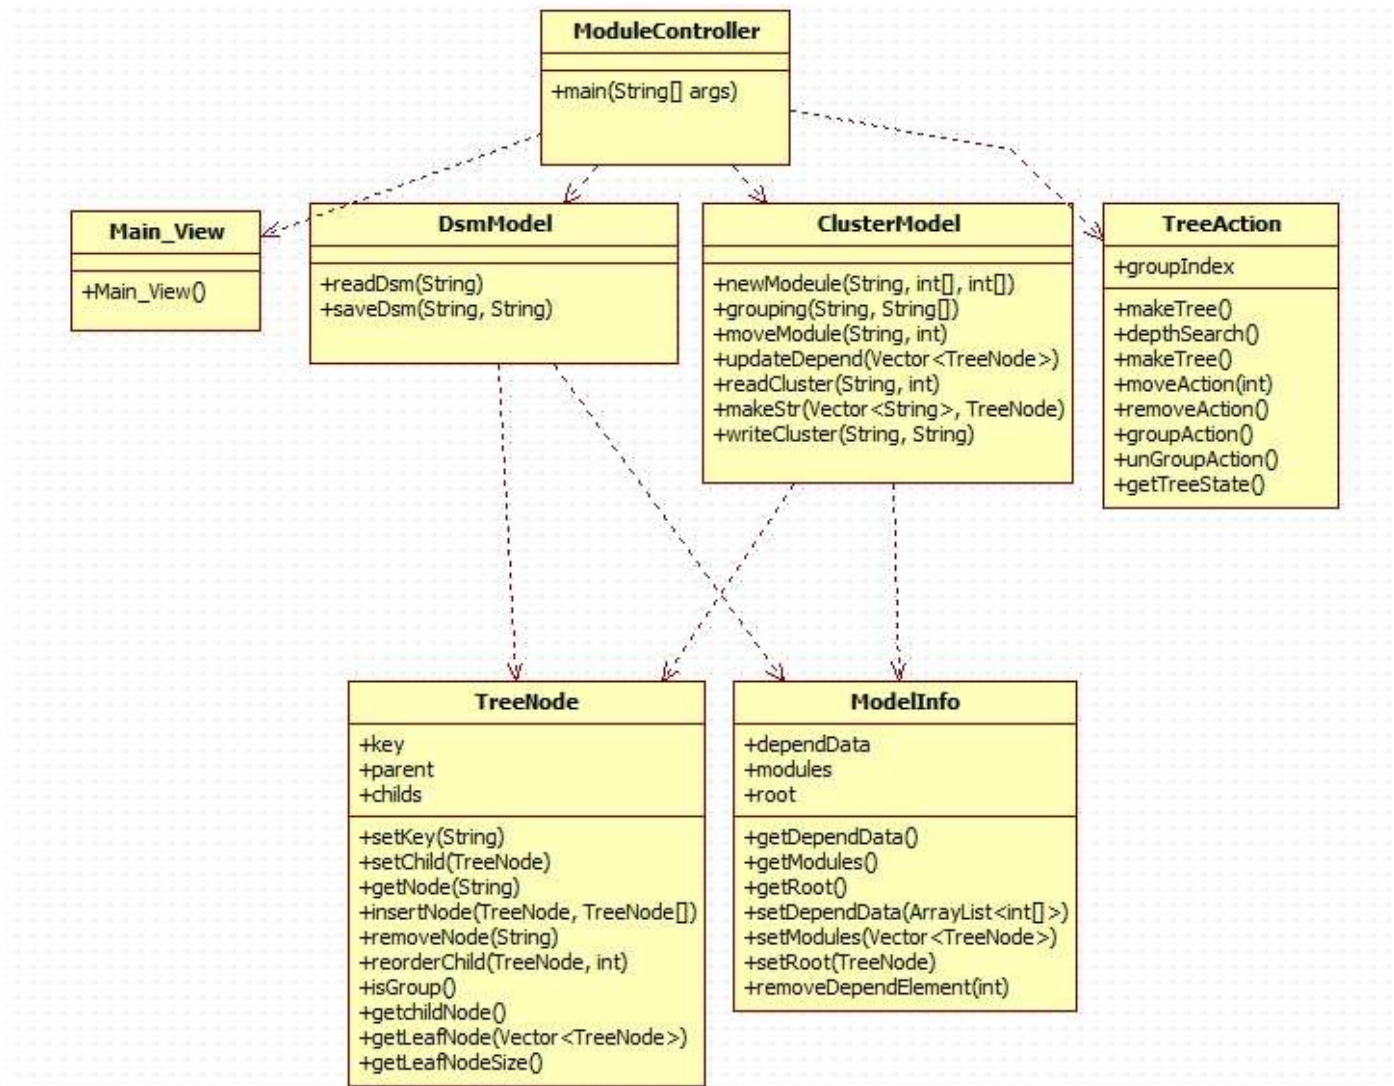 ModuleController
+main(String[] args)
Main_View
+Main_View()
DsmModel
+readDsm(String)
+saveDsm(String, String)
ClusterModel
+newModeule(String, int[], int[])
+grouping(String, String[])
+moveModule(String, int)
+updateDepend(Vector<TreeNode>)
+readCluster(String, int)
+makeStr(Vector<String>, TreeNode)
+writeCluster(String, String)
TreeAction
+groupIndex
+makeTree()
+depthSearch()
+makeTree()
+moveAction(int)
+removeAction()
+groupAction()
+unGroupAction()
+getTreeState()
TreeNode
+key
+parent
+childs
+setKey(String)
+setChild(TreeNode)
+getNode(String)
+insertNode(TreeNode, TreeNode[])
+removeNode(String)
+reorderChild(TreeNode, int)
+isGroup()
+getchildNode()
+getLeafNode(Vector<TreeNode>)
+getLeafNodeSize()
ModelInfo
+dependData
+modules
+root
+getDependData()
+getModules()
+getRoot()
+setDependData(ArrayList<int[]>)
+setModules(Vector<TreeNode>)
+setRoot(TreeNode)
+removeDependElement(int)